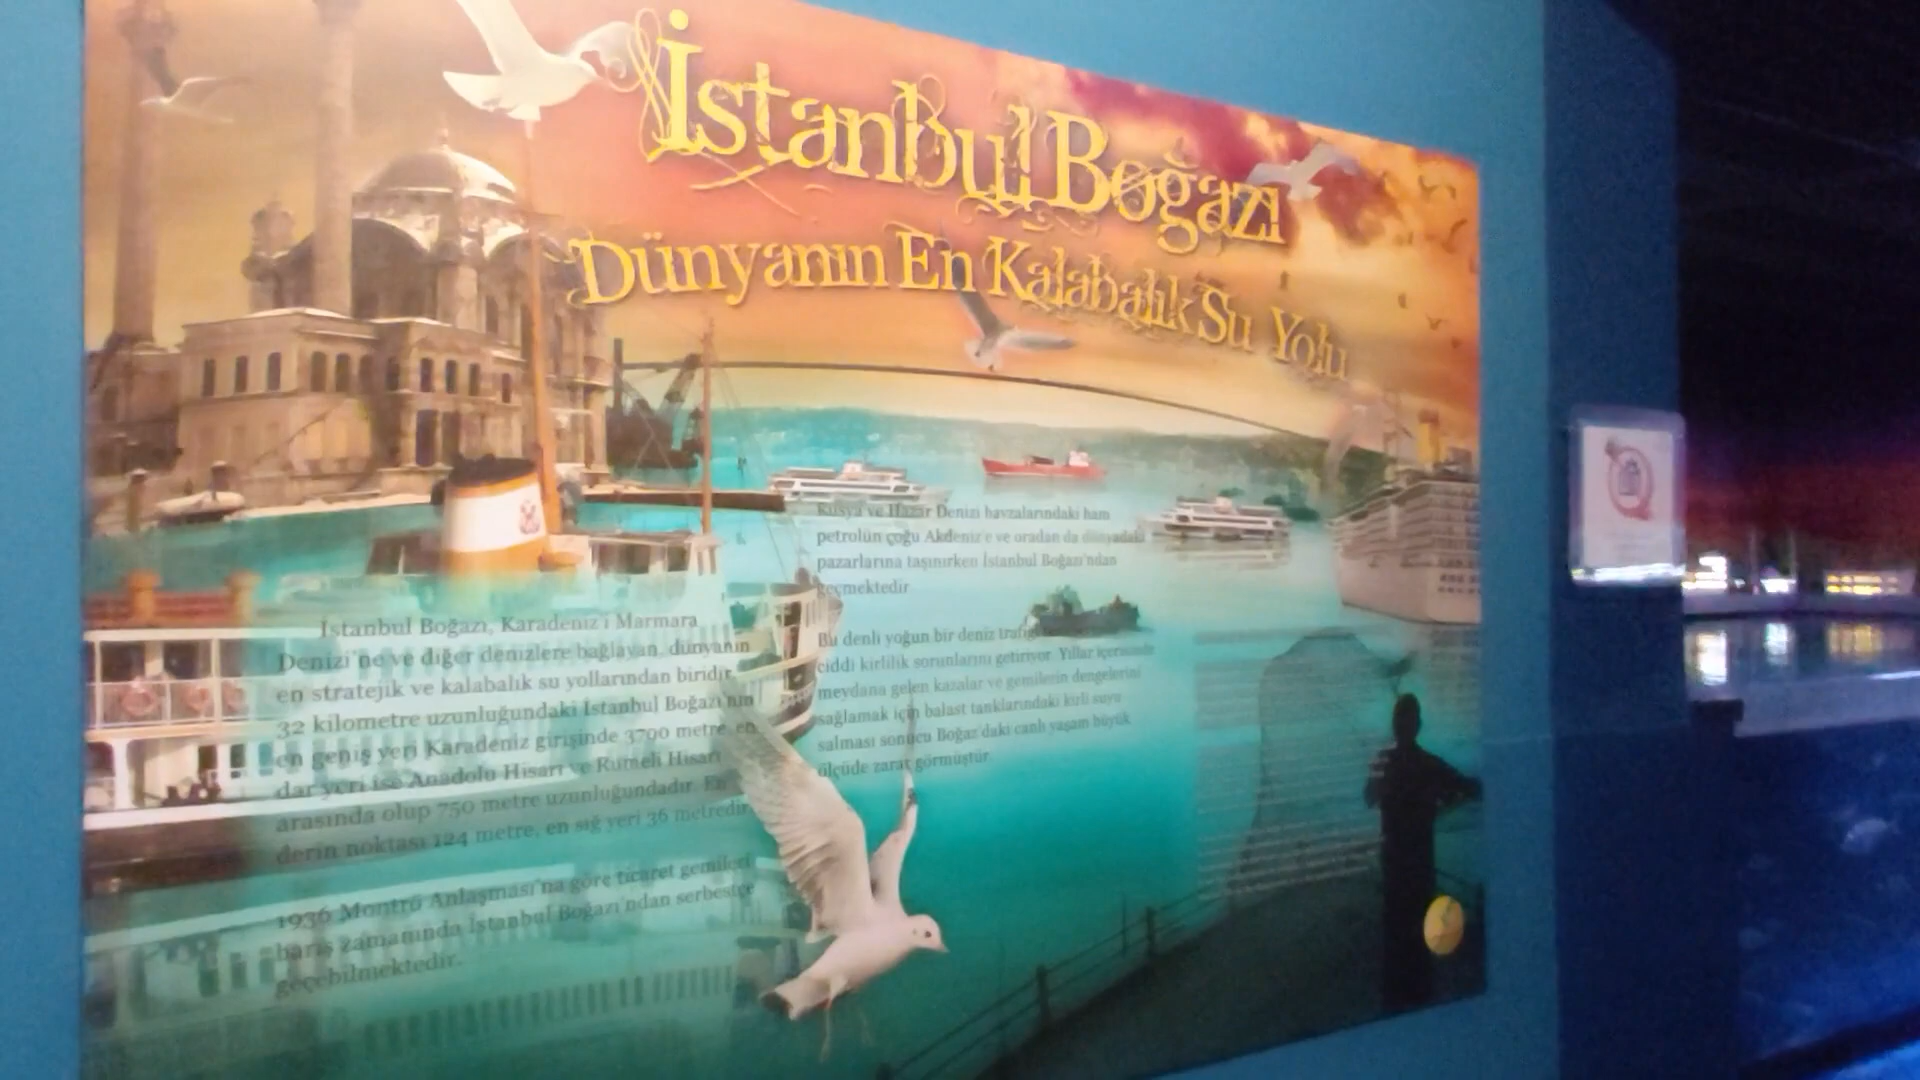 İstanbul Boğazı
Dünyanın En Kalabalık Su Yolu
İstanbul Boğazı, Karadeniz'i Marmara
Denizi'ne ve diğer denizlere bağlayan, dünyanın
en stratejik ve kalabalık su yollarından biridir.
32 kilometre uzunluğundaki İstanbul Boğazı'nın
en geniş yeri Karadeniz girişinde 3700 metre, en
dar yeri ise Anadolu Hisarı ve Rumeli Hisarı
arasında olup 750 metre uzunluğundadır. En
derin noktası 124 metre, en sığ yeri 36 metredir.
1936 Montrö Anlaşması'na göre ticaret gemileri
barış zamanında İstanbul Boğazı'ndan serbestçe
geçebilmektedir.
Rusya ve Hazar Denizi havzalarındaki ham
petrolün çoğu Akdeniz'e ve oradan da dünyadaki
pazarlarına taşınırken İstanbul Boğazı'ndan
geçmektedir
Bu denli yoğun bir deniz
ciddi kirlilik sorunlarını getiriyor. Yıllar içerisinde
meydana gelen kazalar ve gemilerin dengelerini
sağlamak için balast tanklarındaki kirli suyu
salması sonucu Boğaz'daki canlı yaşam büyük
ölçüde zarar görmüştür.